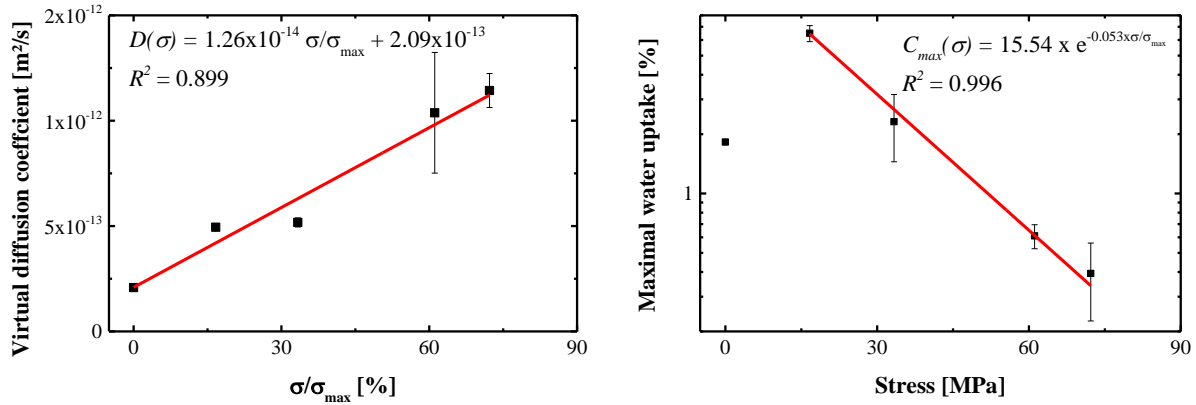 2x10⁻¹²
D(σ) = 1.26x10⁻¹⁴ σ/σmax + 2.09x10⁻¹³
R² = 0.899
1x10⁻¹²
5x10⁻¹³
0
0 30 60 90
σ/σmax [%]
Virtual diffusion coeffcient [m²/s]
Cmax(σ) = 15.54 x e^-0.053xσ/σmax
R² = 0.996
1
0 30 60 90
Stress [MPa]
Maximal water uptake [%]